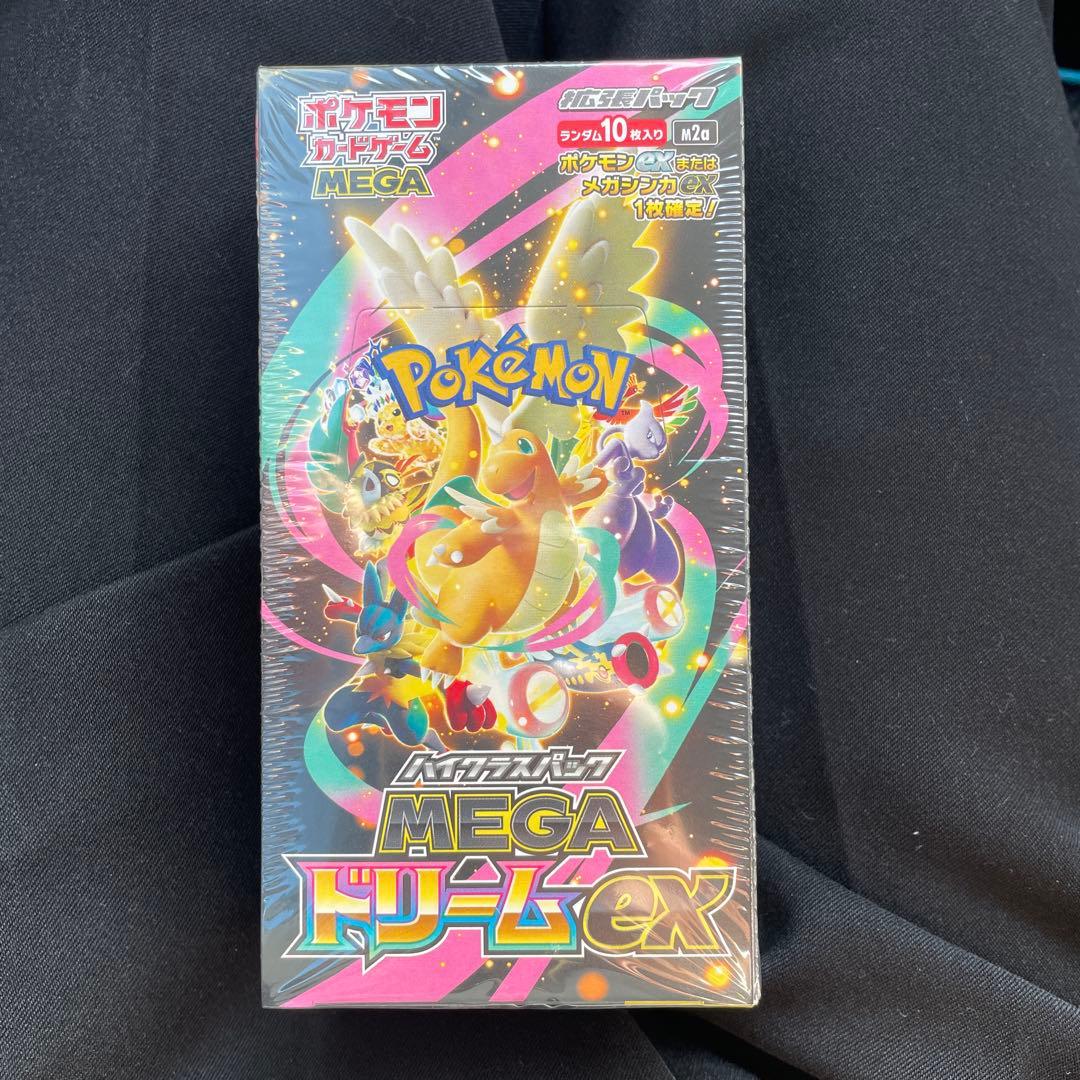 ポケモン
カードゲーム™
MEGA
拡張パック
ランダム10枚入り M2a
ポケモンexまたは
メガシンカex
1枚確定!
POKéMON™
ハイクラスパック
MEGA
ドリームex